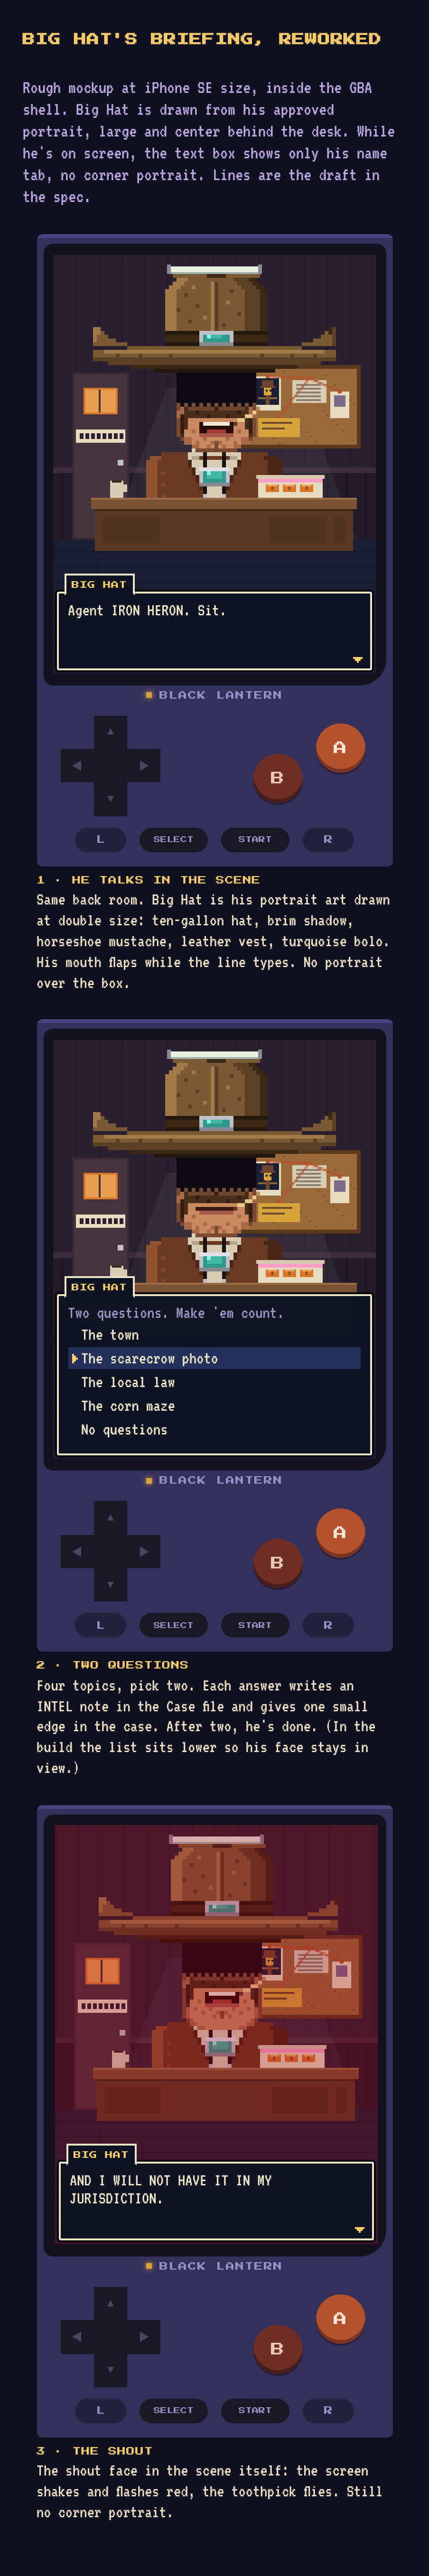 BIG HAT'S BRIEFING, REWORKED
Rough mockup at iPhone SE size, inside the GBA
shell. Big Hat is drawn from his approved
portrait, large and center behind the desk. While
he's on screen, the text box shows only his name
tab, no corner portrait. Lines are the draft in
the spec.
BIG HAT
Agent IRON HERON. Sit.
BLACK LANTERN
A
B
L
SELECT
START
R
1 · HE TALKS IN THE SCENE
Same back room. Big Hat is his portrait art drawn
at double size: ten-gallon hat, brim shadow,
horseshoe mustache, leather vest, turquoise bolo.
His mouth flaps while the line types. No portrait
over the box.
BIG HAT
Two questions. Make 'em count.
The town
The scarecrow photo
The local law
The corn maze
No questions
BLACK LANTERN
A
B
L
SELECT
START
R
2 · TWO QUESTIONS
Four topics, pick two. Each answer writes an
INTEL note in the Case file and gives one small
edge in the case. After two, he's done. (In the
build the list sits lower so his face stays in
view.)
BIG HAT
AND I WILL NOT HAVE IT IN MY
JURISDICTION.
BLACK LANTERN
A
B
L
SELECT
START
R
3 · THE SHOUT
The shout face in the scene itself: the screen
shakes and flashes red, the toothpick flies. Still
no corner portrait.